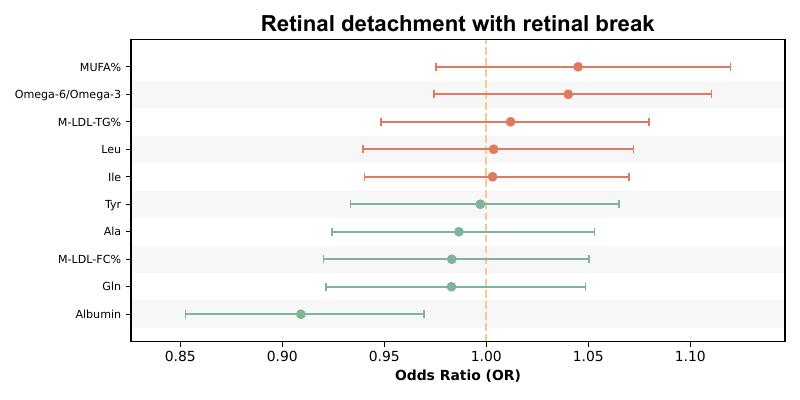 Retinal detachment with retinal break
MUFA%
Omega-6/Omega-3
M-LDL-TG%
Leu
Ile
Tyr
Ala
M-LDL-FC%
Gln
Albumin
0.85 0.90 0.95 1.00 1.05 1.10
Odds Ratio (OR)